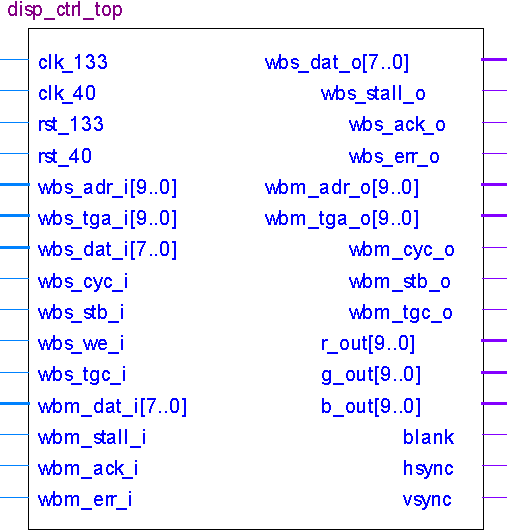 disp_ctrl_top
clk_133 wbs_dat_o[7..0]
clk_40 wbs_stall_o
rst_133 wbs_ack_o
rst_40 wbs_err_o
wbs_adr_i[9..0] wbm_adr_o[9..0]
wbs_tga_i[9..0] wbm_tga_o[9..0]
wbs_dat_i[7..0] wbm_cyc_o
wbs_cyc_i wbm_stb_o
wbs_stb_i wbm_tgc_o
wbs_we_i r_out[9..0]
wbs_tgc_i g_out[9..0]
wbm_dat_i[7..0] b_out[9..0]
wbm_stall_i blank
wbm_ack_i hsync
wbm_err_i vsync